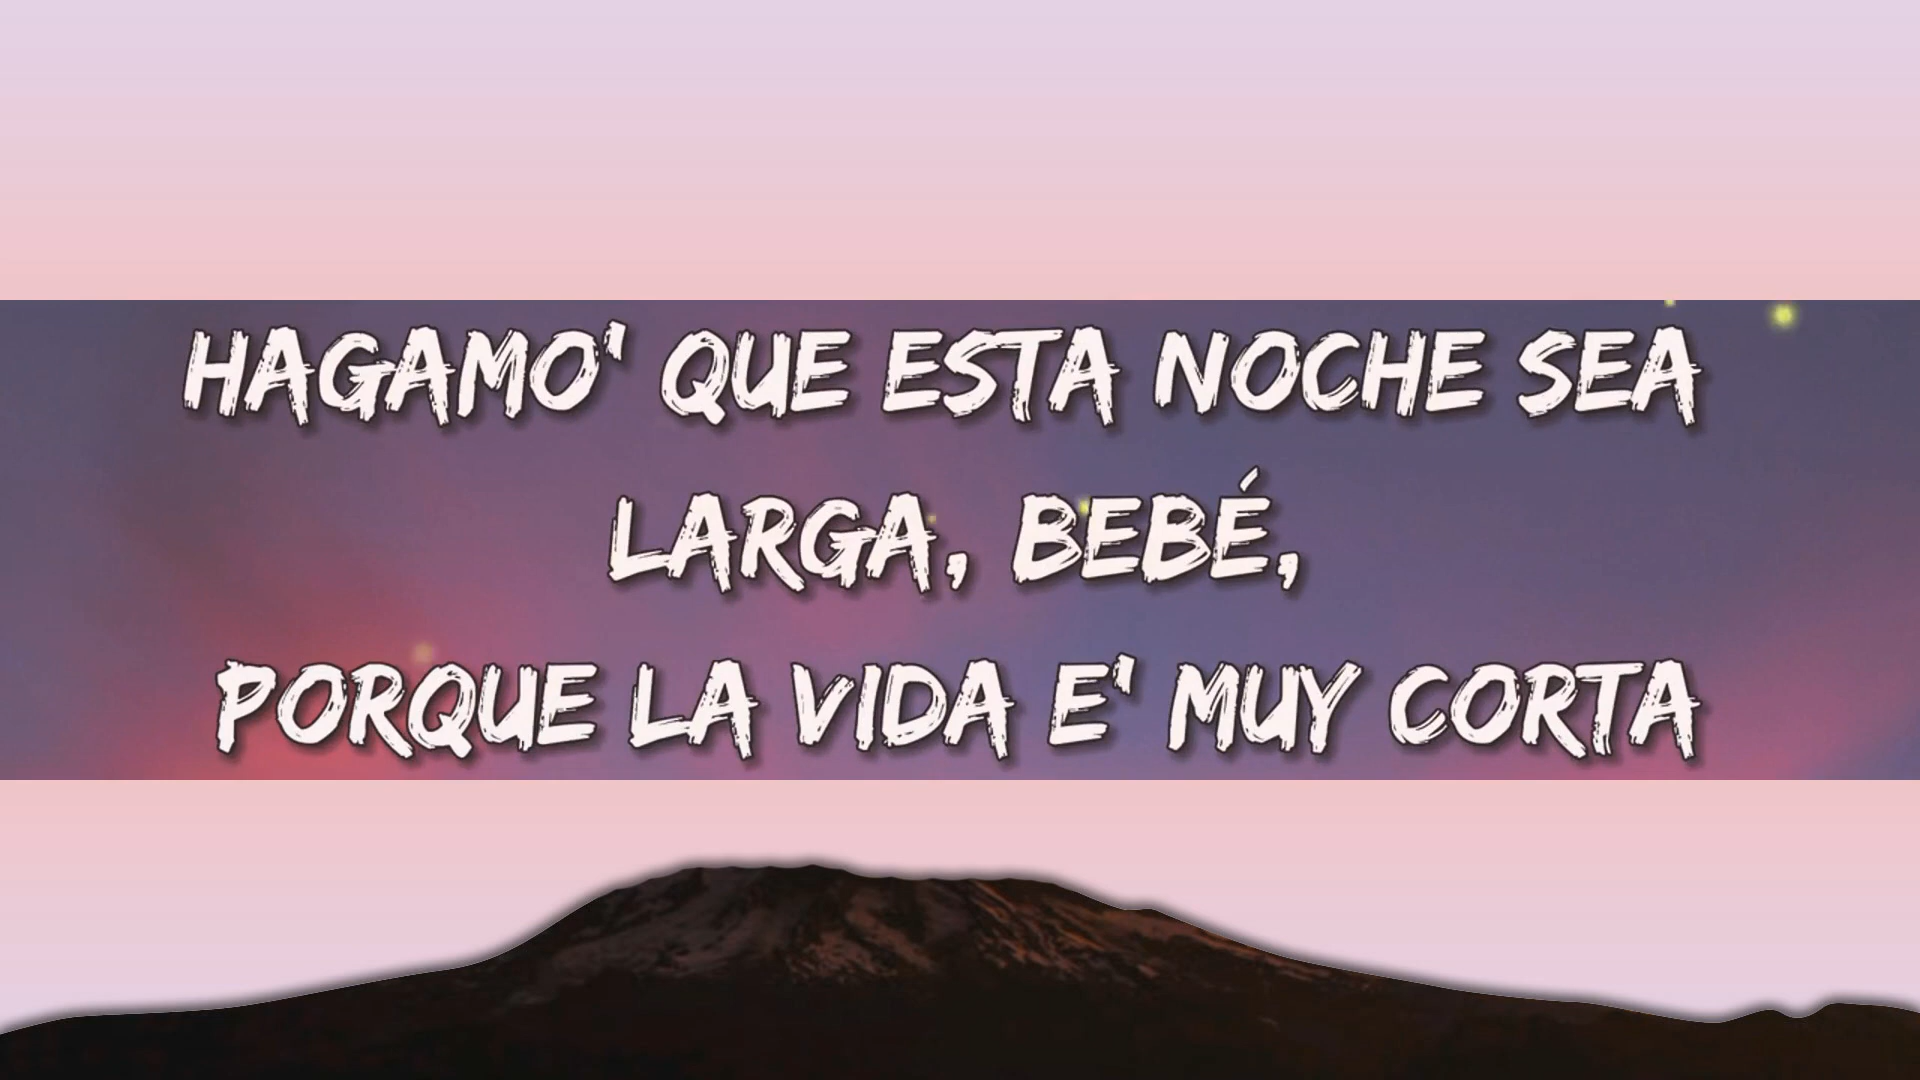 HAGAMO' QUE ESTA NOCHE SEA
LARGA, BEBÉ,
PORQUE LA VIDA E' MUY CORTA